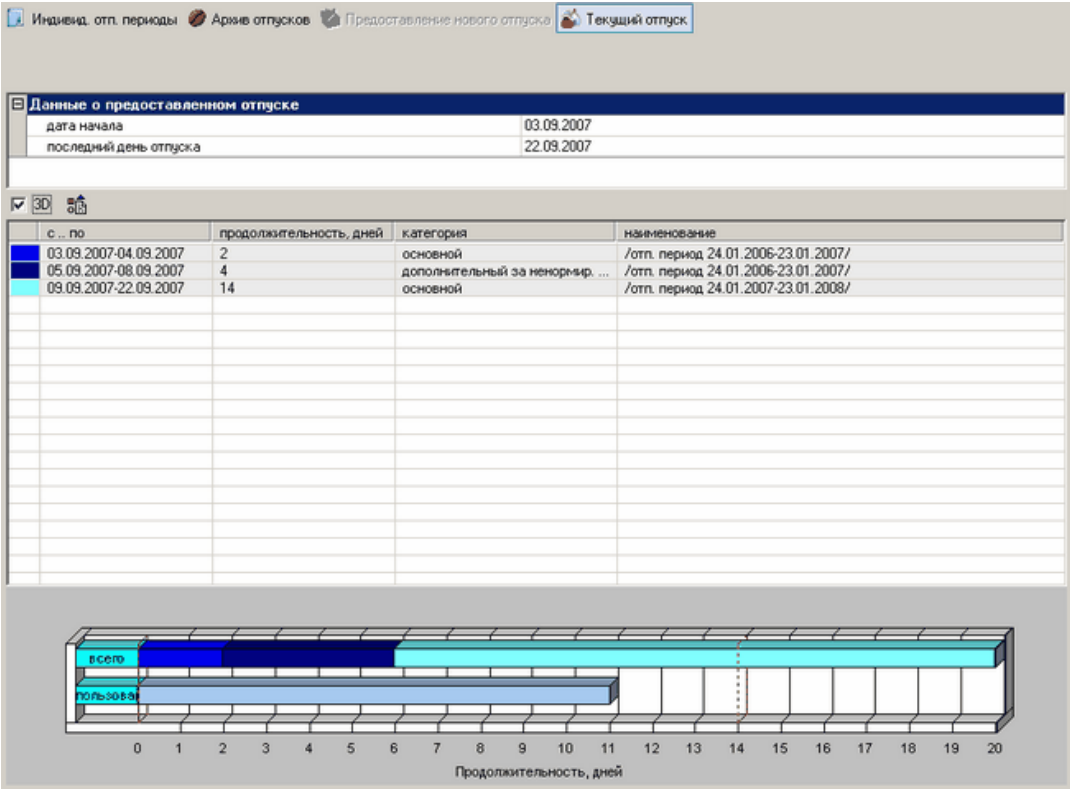 Индивид. отп. периоды Архив отпусков Предоставление нового отпуска Текущий отпуск
Данные о предоставленном отпуске
дата начала 03.09.2007
последний день отпуска 22.09.2007
3D
с .. по продолжительность, дней категория наименование
03.09.2007-04.09.2007 2 основной /отп. период 24.01.2006-23.01.2007/
05.09.2007-08.09.2007 4 дополнительный за ненормир. ... /отп. период 24.01.2006-23.01.2007/
09.09.2007-22.09.2007 14 основной /отп. период 24.01.2007-23.01.2008/
всего
пользова
0 1 2 3 4 5 6 7 8 9 10 11 12 13 14 15 16 17 18 19 20
Продолжительность, дней